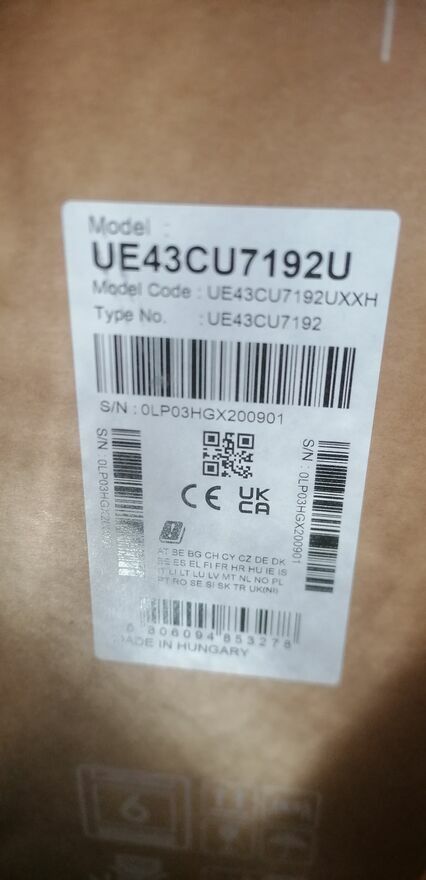 Model :
UE43CU7192U
Model Code : UE43CU7192UXXH
Type No. : UE43CU7192
S/N : 0LP03HGX200901
S/N : 0LP03HGX200901
S/N : 0LP03HGX200901
CE UK CA
AT BE BG CH CY CZ DE DK
EE ES EL FI FR HR HU IE IS
IT LI LT LU LV MT NL NO PL
PT RO SE SI SK TR UK(NI)
8 806094 853278
MADE IN HUNGARY
6